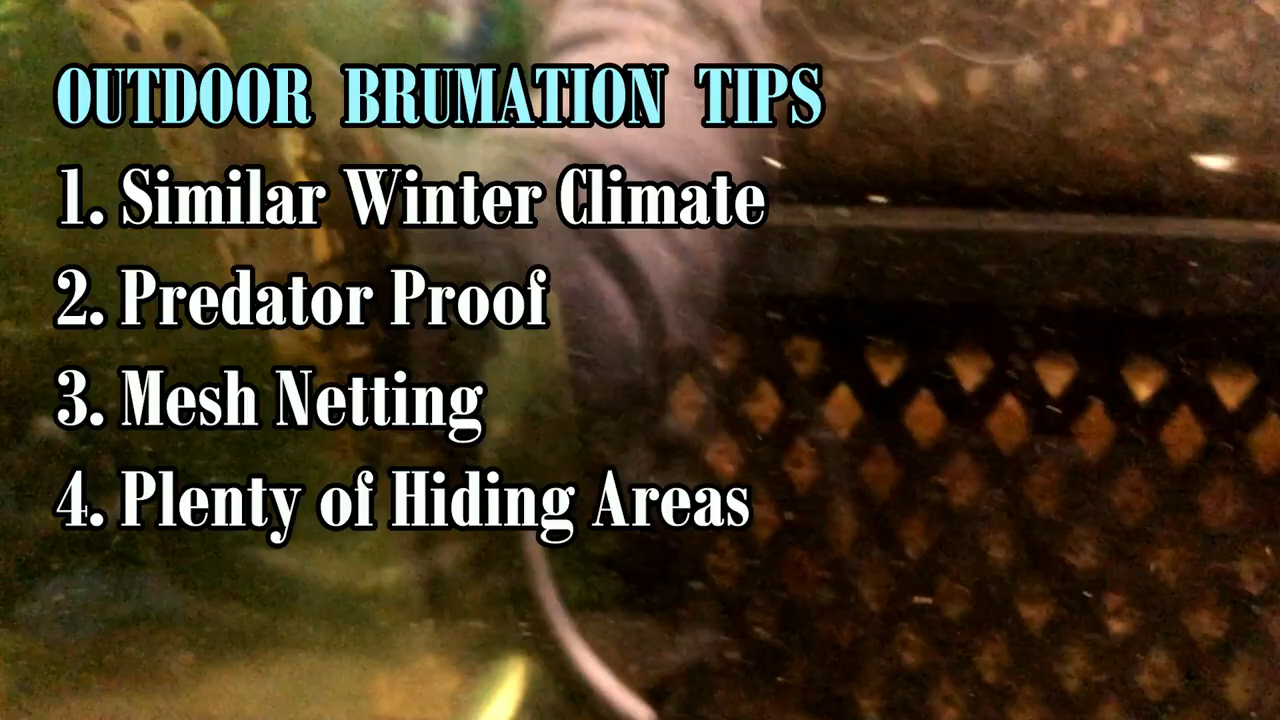 OUTDOOR BRUMATION TIPS
1. Similar Winter Climate
2. Predator Proof
3. Mesh Netting
4. Plenty of Hiding Areas